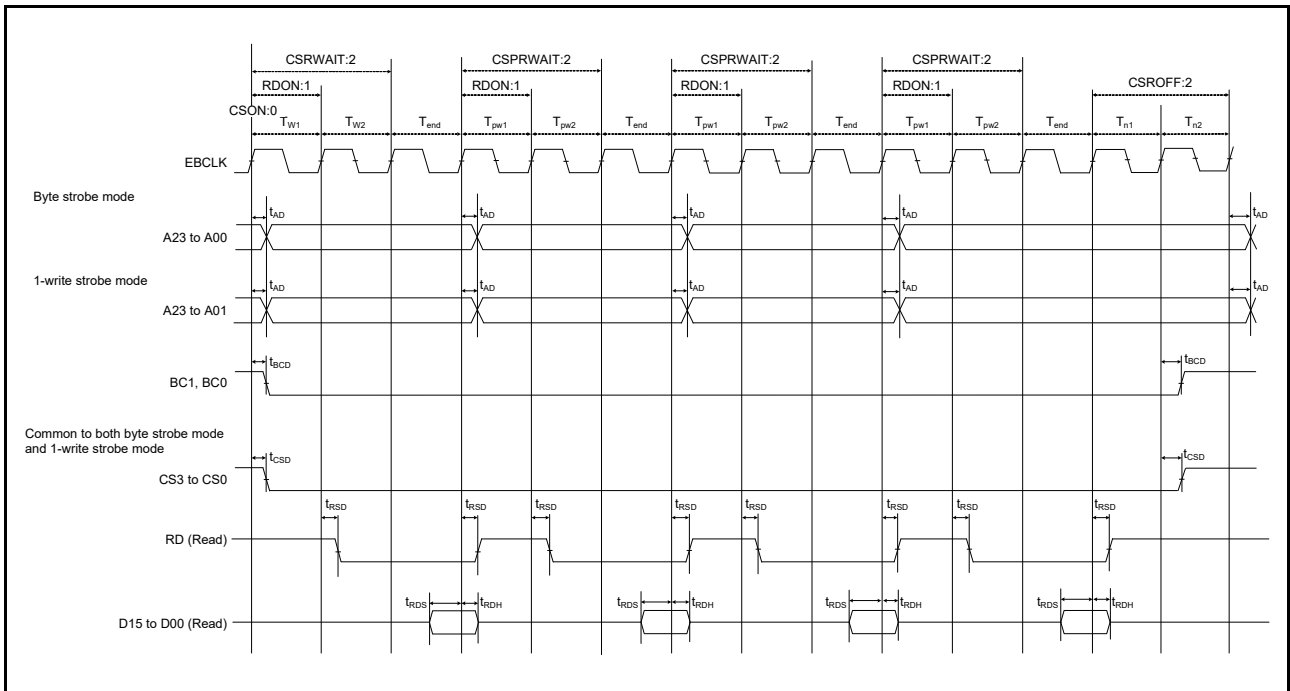 CSRWAIT:2 CSPRWAIT:2 CSPRWAIT:2 CSPRWAIT:2
RDON:1 RDON:1 RDON:1 RDON:1 CSROFF:2
CSON:0
TW1 TW2 Tend Tpw1 Tpw2 Tend Tpw1 Tpw2 Tend Tpw1 Tpw2 Tend Tn1 Tn2
EBCLK
Byte strobe mode
tAD tAD tAD tAD tAD
A23 to A00
1-write strobe mode
tAD tAD tAD tAD tAD
A23 to A01
tBCD tBCD
BC1, BC0
Common to both byte strobe mode
and 1-write strobe mode
tCSD tCSD
CS3 to CS0
tRSD tRSD tRSD tRSD tRSD tRSD tRSD tRSD
RD (Read)
tRDS tRDH tRDS tRDH tRDS tRDH tRDS tRDH
D15 to D00 (Read)